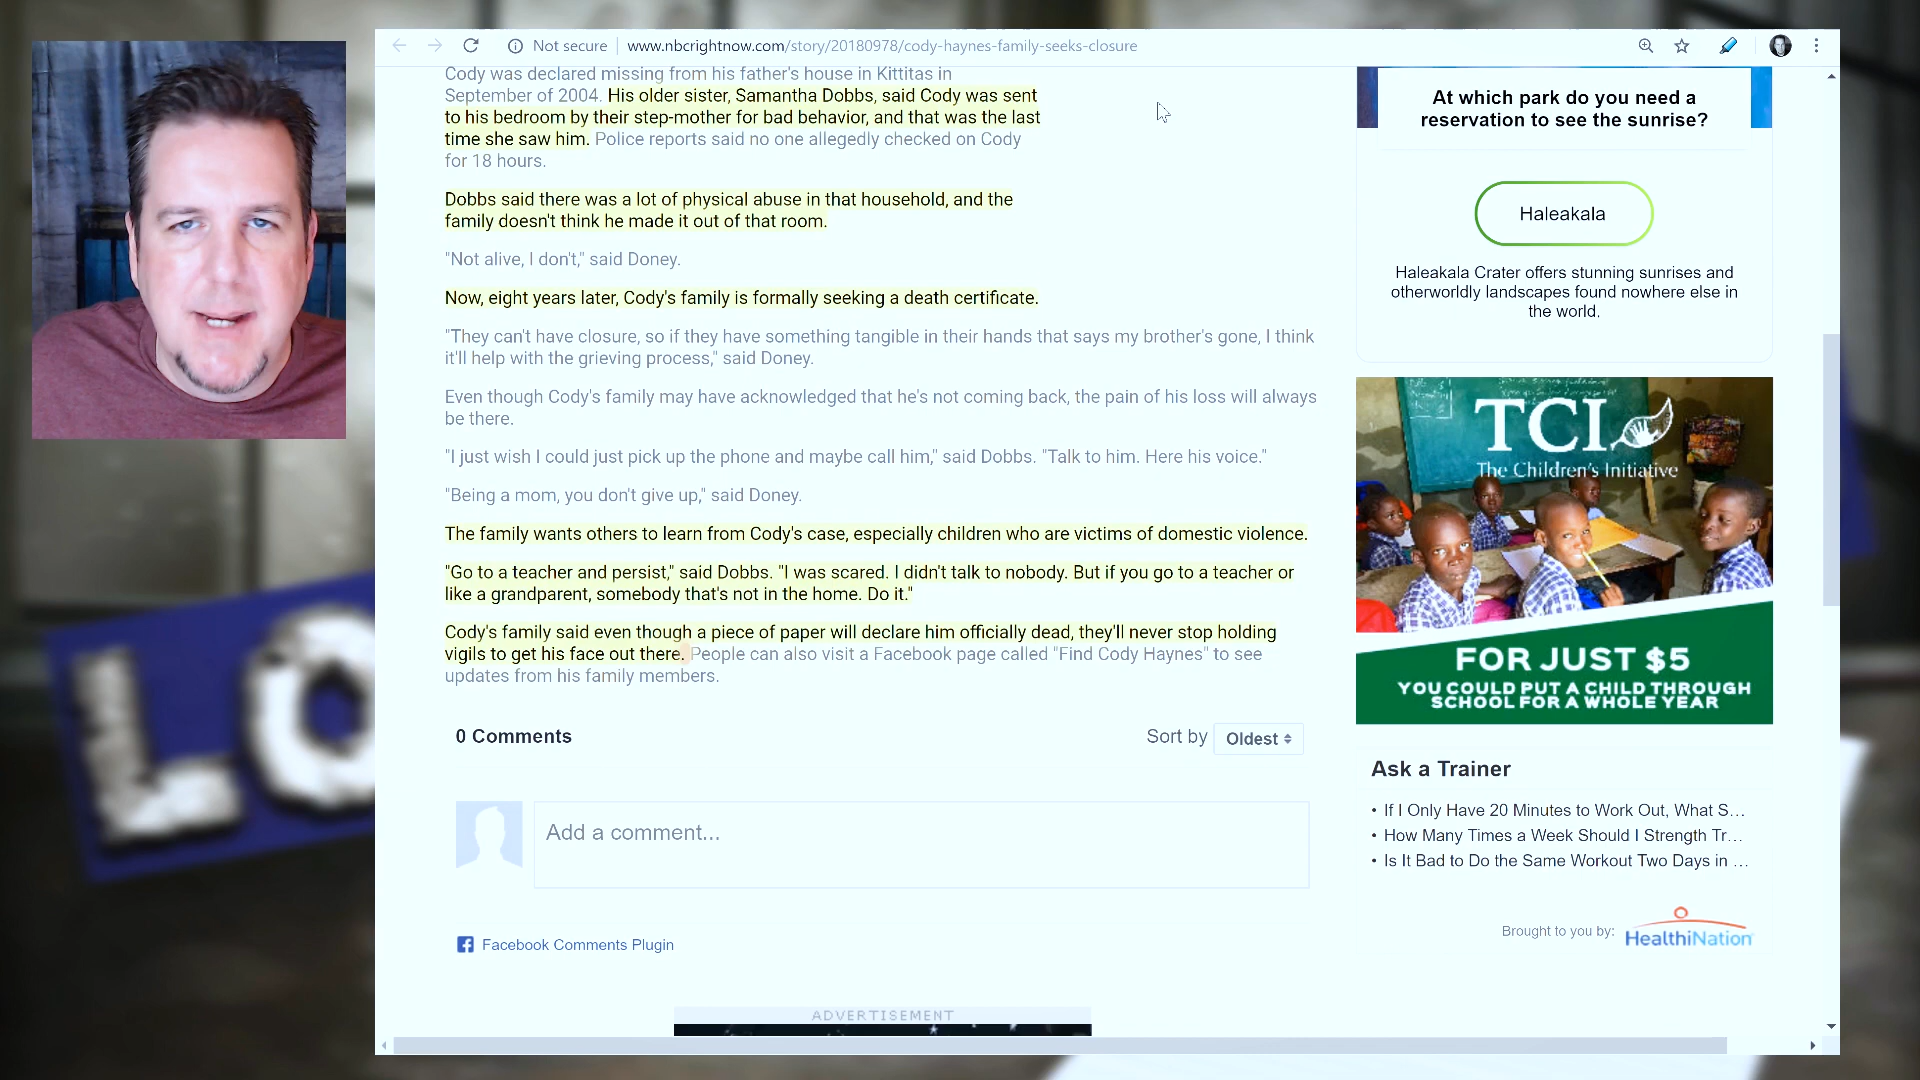 Not secure
www.nbcrightnow.com/story/20180978/cody-haynes-family-seeks-closure
Cody was declared missing from his father's house in Kittitas in
September of 2004. His older sister, Samantha Dobbs, said Cody was sent
to his bedroom by their step-mother for bad behavior, and that was the last
time she saw him. Police reports said no one allegedly checked on Cody
for 18 hours.
Dobbs said there was a lot of physical abuse in that household, and the
family doesn't think he made it out of that room.
"Not alive, I don't," said Doney.
Now, eight years later, Cody's family is formally seeking a death certificate.
"They can't have closure, so if they have something tangible in their hands that says my brother's gone, I think
it'll help with the grieving process," said Doney.
Even though Cody's family may have acknowledged that he's not coming back, the pain of his loss will always
be there.
"I just wish I could just pick up the phone and maybe call him," said Dobbs. "Talk to him. Here his voice."
"Being a mom, you don't give up," said Doney.
The family wants others to learn from Cody's case, especially children who are victims of domestic violence.
"Go to a teacher and persist," said Dobbs. "I was scared. I didn't talk to nobody. But if you go to a teacher or
like a grandparent, somebody that's not in the home. Do it."
Cody's family said even though a piece of paper will declare him officially dead, they'll never stop holding
vigils to get his face out there. People can also visit a Facebook page called "Find Cody Haynes" to see
updates from his family members.
0 Comments
Sort by
Oldest
Add a comment...
Facebook Comments Plugin
ADVERTISEMENT
At which park do you need a
reservation to see the sunrise?
Haleakala
Haleakala Crater offers stunning sunrises and
otherworldly landscapes found nowhere else in
the world.
TCI
The Children's Initiative
FOR JUST $5
YOU COULD PUT A CHILD THROUGH
SCHOOL FOR A WHOLE YEAR
Ask a Trainer
• If I Only Have 20 Minutes to Work Out, What S...
• How Many Times a Week Should I Strength Tr...
• Is It Bad to Do the Same Workout Two Days in ...
Brought to you by:
HealthiNation
LO